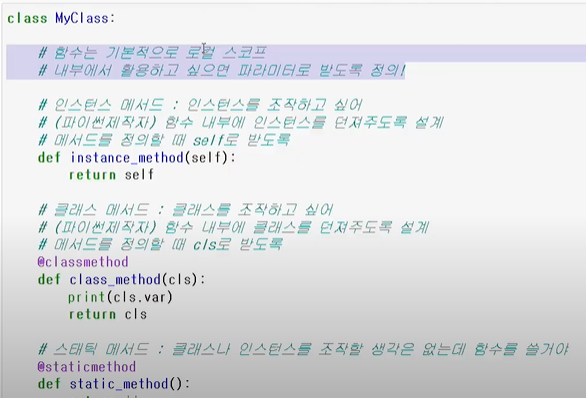 class MyClass:
# 함수는 기본적으로 로컬 스코프
# 내부에서 활용하고 싶으면 파라미터로 받도록 정의!
# 인스턴스 메서드 : 인스턴스를 조작하고 싶어
# (파이썬제작자) 함수 내부에 인스턴스를 던져주도록 설계
# 메서드를 정의할 때 self로 받도록
def instance_method(self):
return self
# 클래스 메서드 : 클래스를 조작하고 싶어
# (파이썬제작자) 함수 내부에 클래스를 던져주도록 설계
# 메서드를 정의할 때 cls로 받도록
@classmethod
def class_method(cls):
print(cls.var)
return cls
# 스태틱 메서드 : 클래스나 인스턴스를 조작할 생각은 없는데 함수를 쓸거야
@staticmethod
def static_method():